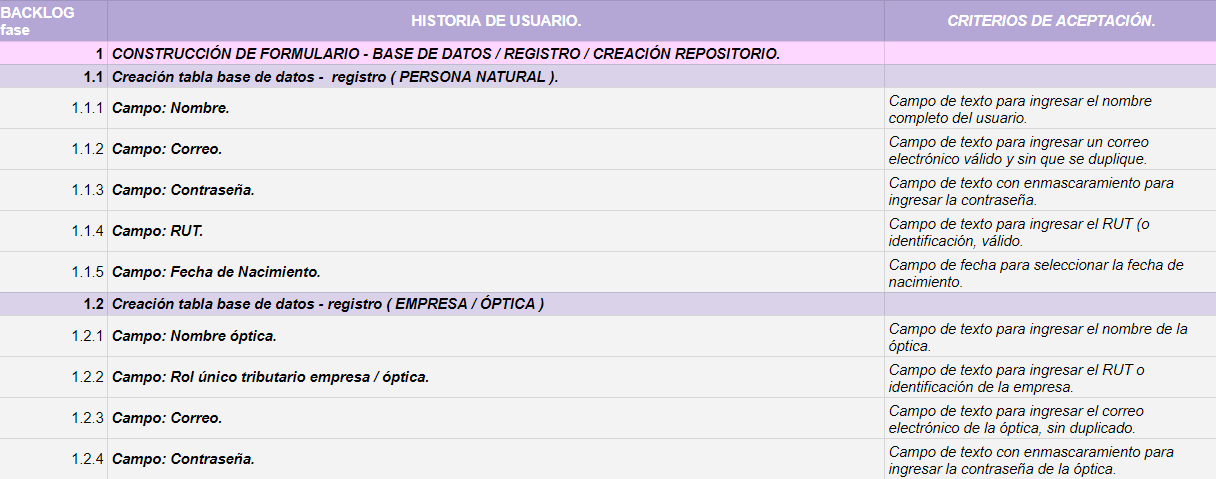 BACKLOG fase HISTORIA DE USUARIO. CRITERIOS DE ACEPTACIÓN.
1 CONSTRUCCIÓN DE FORMULARIO - BASE DE DATOS / REGISTRO / CREACIÓN REPOSITORIO.
1.1 Creación tabla base de datos - registro ( PERSONA NATURAL ).
1.1.1 Campo: Nombre. Campo de texto para ingresar el nombre
completo del usuario.
1.1.2 Campo: Correo. Campo de texto para ingresar un correo
electrónico válido y sin que se duplique.
1.1.3 Campo: Contraseña. Campo de texto con enmascaramiento para
ingresar la contraseña.
1.1.4 Campo: RUT. Campo de texto para ingresar el RUT (o
identificación, válido.
1.1.5 Campo: Fecha de Nacimiento. Campo de fecha para seleccionar la fecha de
nacimiento.
1.2 Creación tabla base de datos - registro ( EMPRESA / ÓPTICA )
1.2.1 Campo: Nombre óptica. Campo de texto para ingresar el nombre de la
óptica.
1.2.2 Campo: Rol único tributario empresa / óptica. Campo de texto para ingresar el RUT o
identificación de la empresa.
1.2.3 Campo: Correo. Campo de texto para ingresar el correo
electrónico de la óptica, sin duplicado.
1.2.4 Campo: Contraseña. Campo de texto con enmascaramiento para
ingresar la contraseña de la óptica.